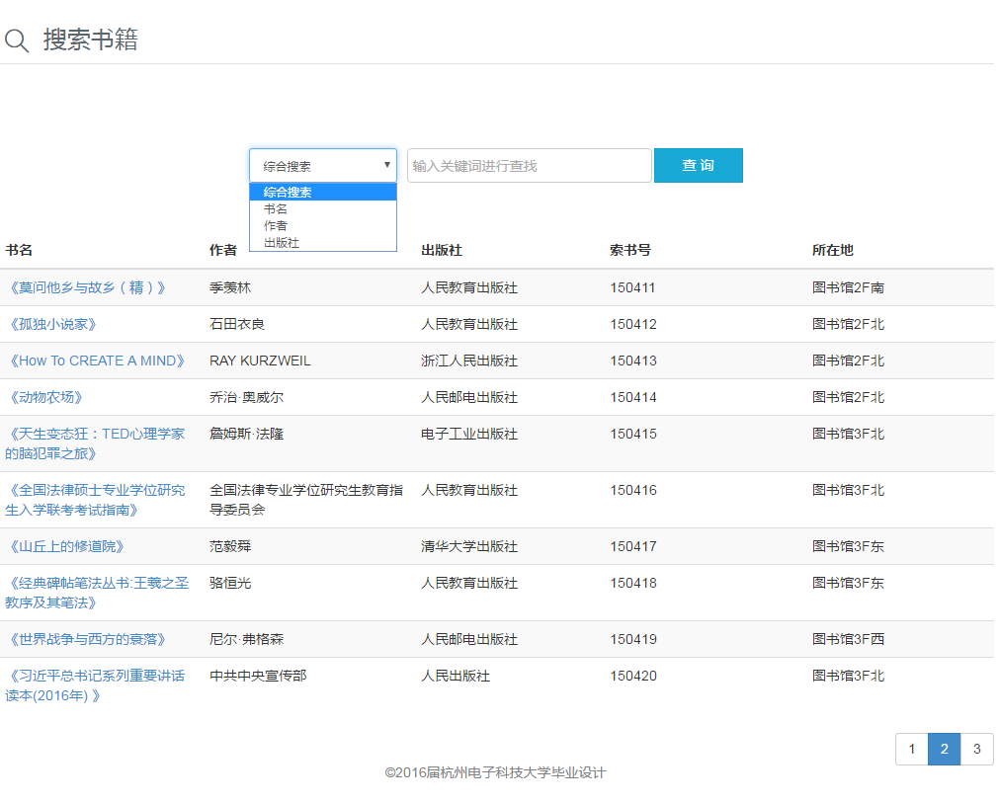 搜索书籍
综合搜索
输入关键词进行查找
查 询
综合搜索
书名
作者
出版社
书名 作者 出版社 索书号 所在地
《莫问他乡与故乡（精）》 季羡林 人民教育出版社 150411 图书馆2F南
《孤独小说家》 石田衣良 人民教育出版社 150412 图书馆2F北
《How To CREATE A MIND》 RAY KURZWEIL 浙江人民出版社 150413 图书馆2F北
《动物农场》 乔治·奥威尔 人民邮电出版社 150414 图书馆2F北
《天生变态狂：TED心理学家 詹姆斯·法隆 电子工业出版社 150415 图书馆3F北
的脑犯罪之旅》
《全国法律硕士专业学位研究 全国法律专业学位研究生教育指 人民教育出版社 150416 图书馆3F北
生入学联考考试指南》 导委员会
《山丘上的修道院》 范毅舜 清华大学出版社 150417 图书馆3F东
《经典碑帖笔法丛书:王羲之圣 骆恒光 人民教育出版社 150418 图书馆3F东
教序及其笔法》
《世界战争与西方的衰落》 尼尔·弗格森 人民邮电出版社 150419 图书馆3F西
《习近平总书记系列重要讲话 中共中央宣传部 人民出版社 150420 图书馆3F北
读本(2016年) 》
1 2 3
©2016届杭州电子科技大学毕业设计